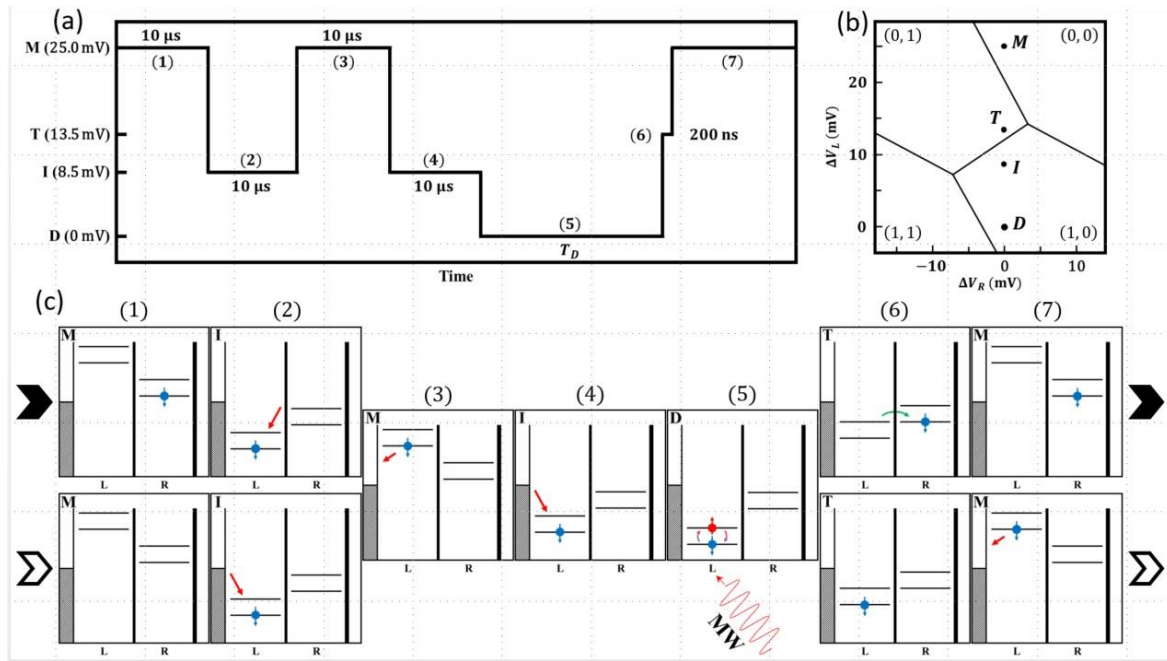 (a)
10 μs
10 μs
M (25.0 mV)
(1)
(3)
(7)
T (13.5 mV)
(6)
200 ns
(2)
(4)
I (8.5 mV)
10 μs
10 μs
(5)
D (0 mV)
T_D
Time
(b)
(0, 1)
M
(0, 0)
20
T
ΔV_L (mV)
10
I
0
D
(1, 1)
(1, 0)
−10 0 10
ΔV_R (mV)
(c)
(1)
(2)
(3)
(4)
(5)
(6)
(7)
M
I
L R
L R
M
I
L R
L R
M
I
D
L R
L R
L R
MW
T
M
L R
L R
T
M
L R
L R